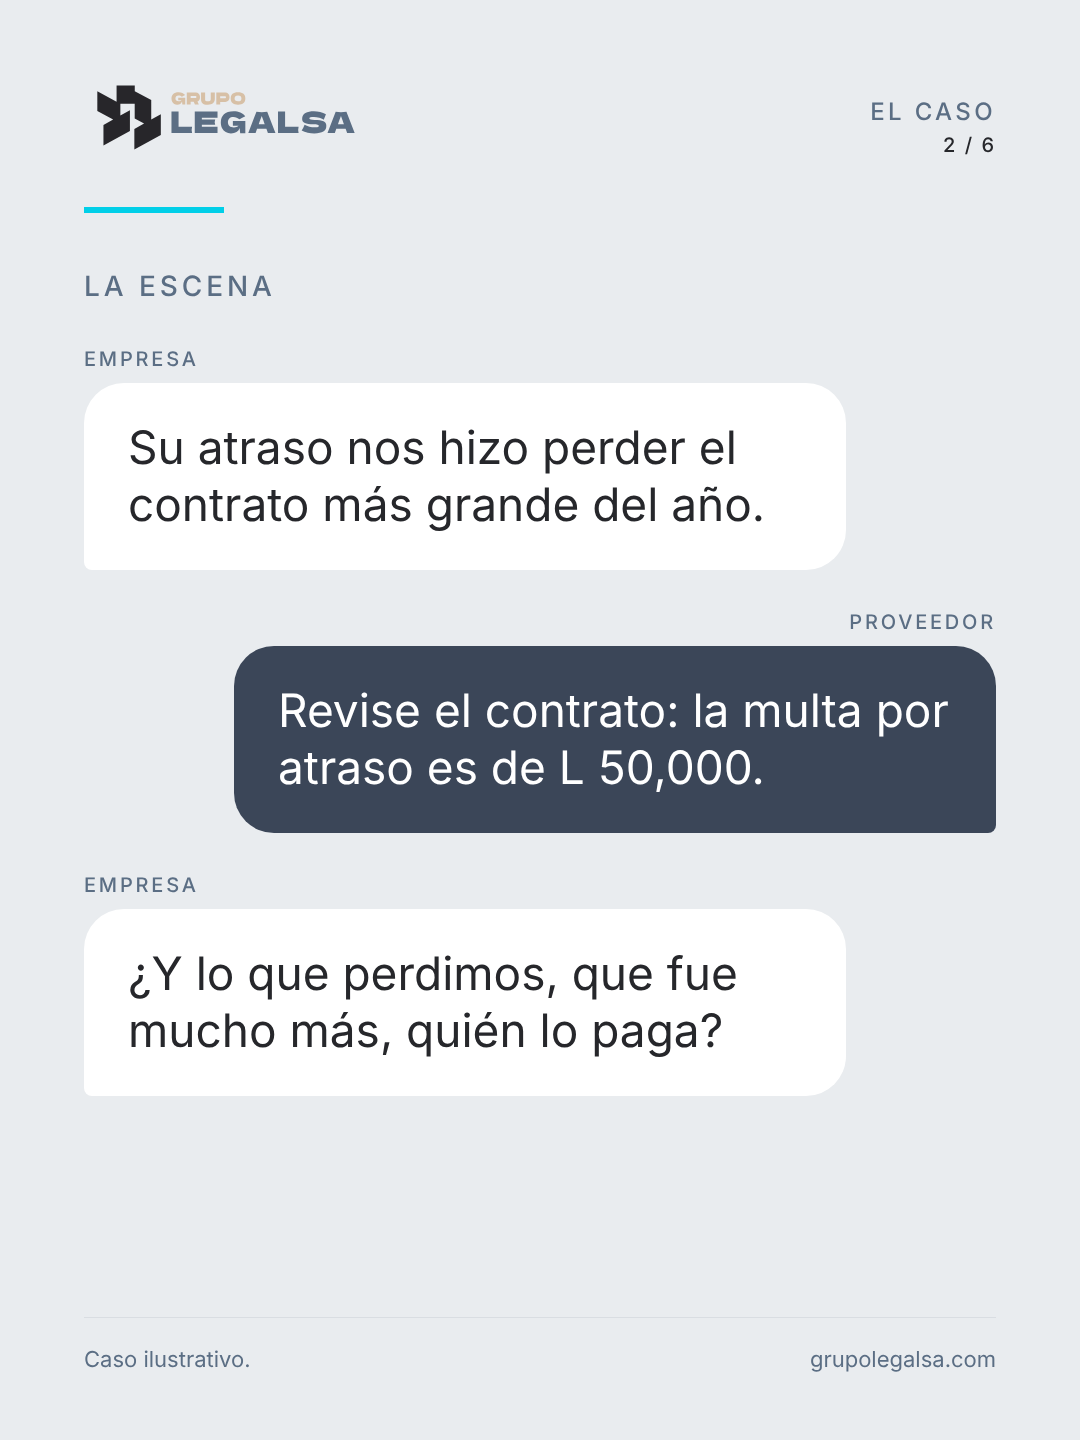 GRUPO
LEGALSA
EL CASO
2 / 6
LA ESCENA
EMPRESA
Su atraso nos hizo perder el
contrato más grande del año.
PROVEEDOR
Revise el contrato: la multa por
atraso es de L 50,000.
EMPRESA
¿Y lo que perdimos, que fue
mucho más, quién lo paga?
Caso ilustrativo.
grupolegalsa.com